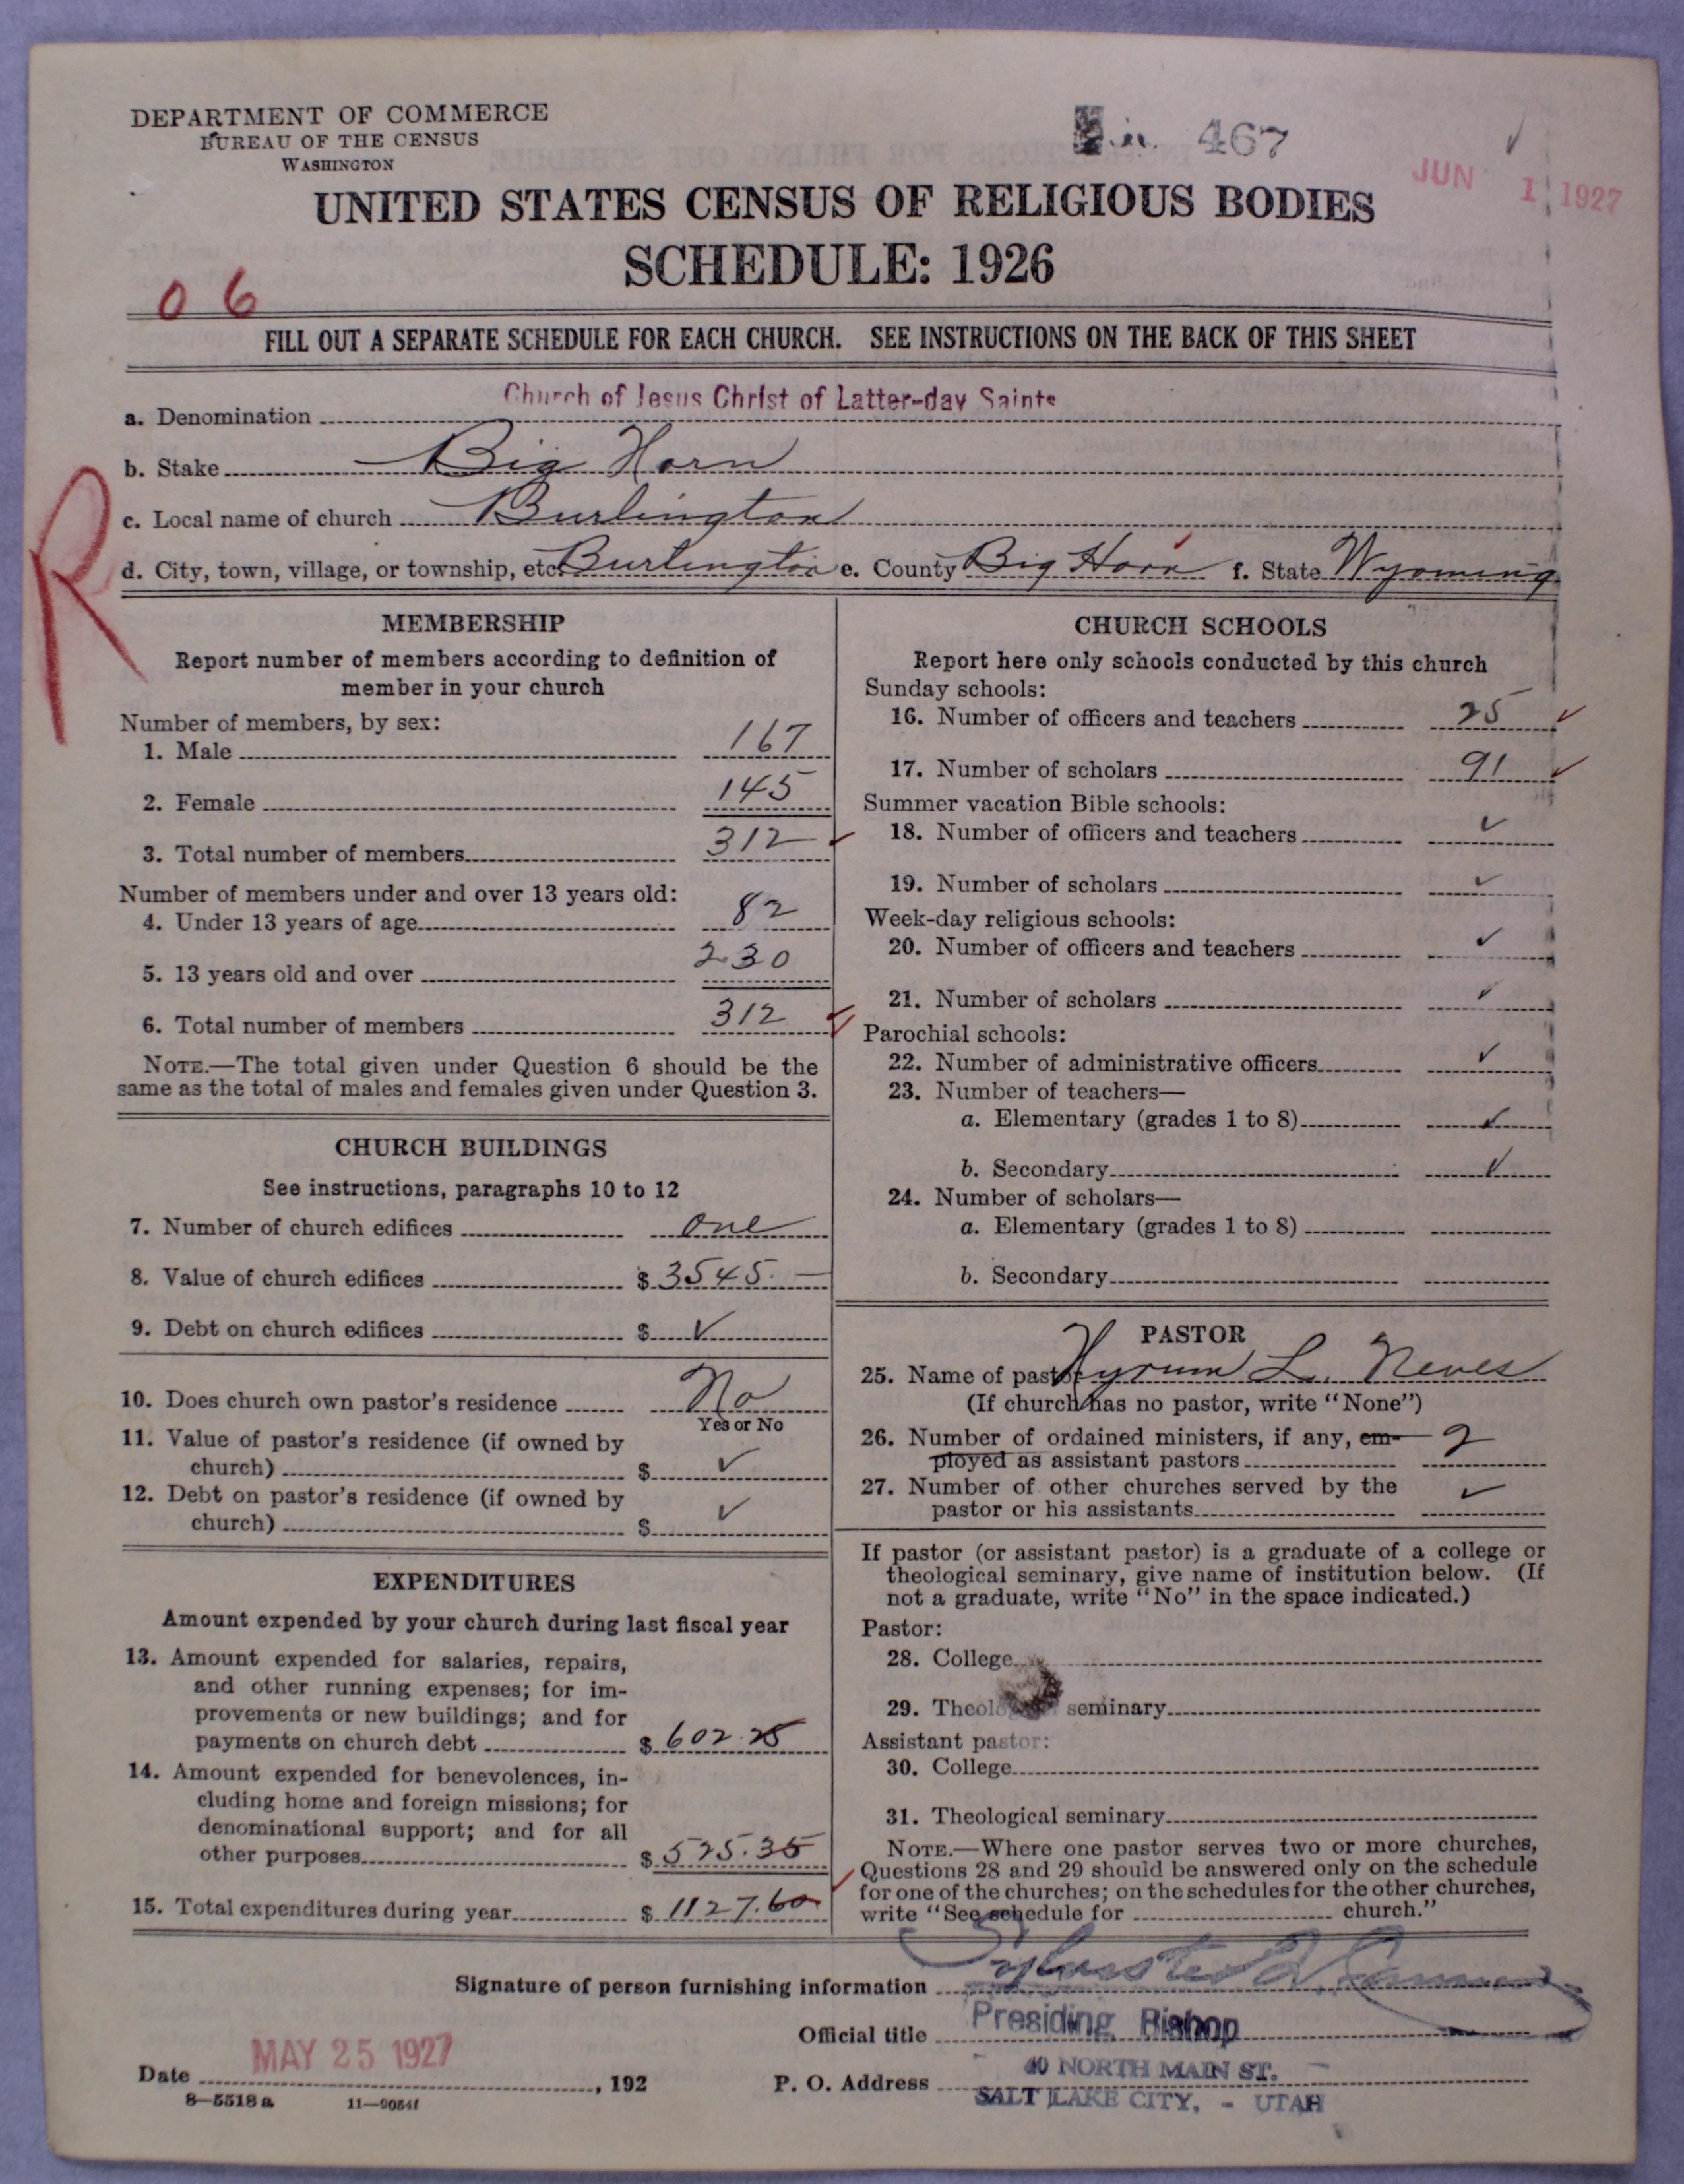 DEPARTMENT OF COMMERCE
BUREAU OF THE CENSUS
WASHINGTON
467
JUN 1 1927
UNITED STATES CENSUS OF RELIGIOUS BODIES
SCHEDULE: 1926
06
FILL OUT A SEPARATE SCHEDULE FOR EACH CHURCH. SEE INSTRUCTIONS ON THE BACK OF THIS SHEET
a. Denomination Church of Jesus Christ of Latter-day Saints
b. Stake Big Horn
c. Local name of church Burlington
d. City, town, village, or township, etc. Burlington e. County Big Horn f. State Wyoming
R
MEMBERSHIP
Report number of members according to definition of
member in your church
Number of members, by sex:
1. Male 167
2. Female 145
3. Total number of members 312 ✓
Number of members under and over 13 years old:
4. Under 13 years of age 82
5. 13 years old and over 230
6. Total number of members 312 ✓
NOTE.—The total given under Question 6 should be the
same as the total of males and females given under Question 3.
CHURCH BUILDINGS
See instructions, paragraphs 10 to 12
7. Number of church edifices one
8. Value of church edifices $ 3545.—
9. Debt on church edifices $ ✓
10. Does church own pastor's residence No
Yes or No
11. Value of pastor's residence (if owned by
church) $ ✓
12. Debt on pastor's residence (if owned by
church) $ ✓
EXPENDITURES
Amount expended by your church during last fiscal year
13. Amount expended for salaries, repairs,
and other running expenses; for im-
provements or new buildings; and for
payments on church debt $ 602.25
14. Amount expended for benevolences, in-
cluding home and foreign missions; for
denominational support; and for all
other purposes $ 525.35
15. Total expenditures during year $ 1127.60 ✓
CHURCH SCHOOLS
Report here only schools conducted by this church
Sunday schools:
16. Number of officers and teachers 25 ✓
17. Number of scholars 91 ✓
Summer vacation Bible schools:
18. Number of officers and teachers ✓
19. Number of scholars ✓
Week-day religious schools:
20. Number of officers and teachers ✓
21. Number of scholars ✓
Parochial schools:
22. Number of administrative officers ✓
23. Number of teachers—
a. Elementary (grades 1 to 8) ✓
b. Secondary ✓
24. Number of scholars—
a. Elementary (grades 1 to 8)
b. Secondary
PASTOR
25. Name of pastor Hyrum L. Neves
(If church has no pastor, write "None")
26. Number of ordained ministers, if any, em- 2
ployed as assistant pastors
27. Number of other churches served by the
pastor or his assistants ✓
If pastor (or assistant pastor) is a graduate of a college or
theological seminary, give name of institution below. (If
not a graduate, write "No" in the space indicated.)
Pastor:
28. College
29. Theological seminary
Assistant pastor:
30. College
31. Theological seminary
NOTE.—Where one pastor serves two or more churches,
Questions 28 and 29 should be answered only on the schedule
for one of the churches; on the schedules for the other churches,
write "See schedule for church."
Signature of person furnishing information Sylvester Q. Cannon
Official title Presiding Bishop
Date MAY 25 1927, 192
P. O. Address 40 NORTH MAIN ST.
SALT LAKE CITY, - UTAH
8—5518a 11—9054f